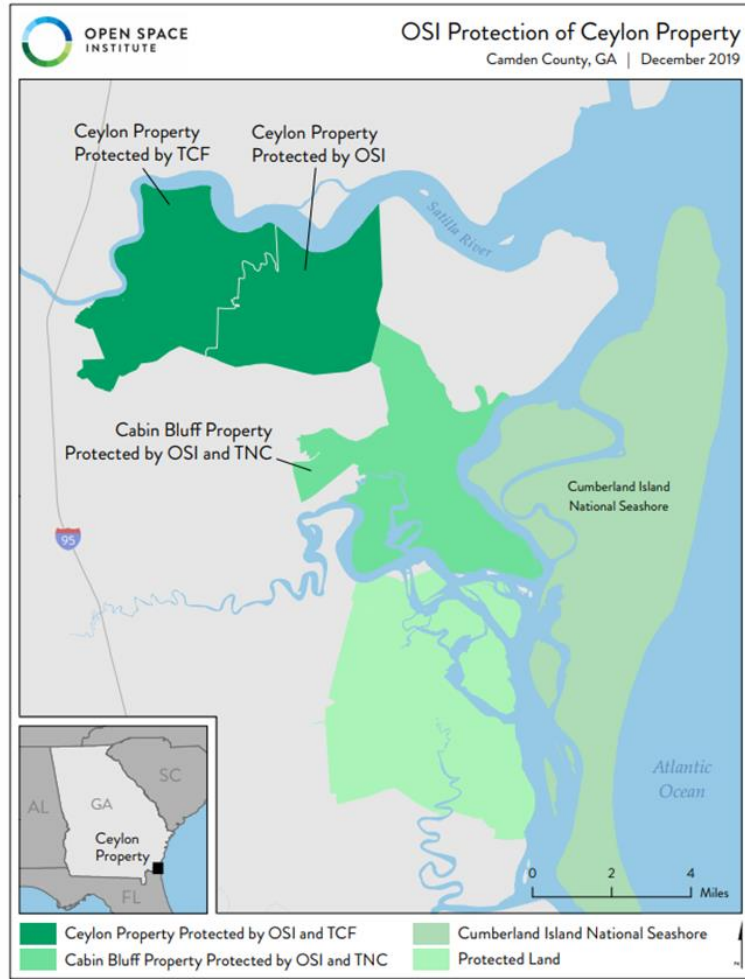 OPEN SPACE
INSTITUTE
OSI Protection of Ceylon Property
Camden County, GA | December 2019
Ceylon Property
Protected by TCF
Ceylon Property
Protected by OSI
Satilla River
Cabin Bluff Property
Protected by OSI and TNC
Cumberland Island
National Seashore
95
Atlantic
Ocean
SC
AL
GA
Ceylon
Property
FL
0 2 4
Miles
Ceylon Property Protected by OSI and TCF
Cumberland Island National Seashore
Cabin Bluff Property Protected by OSI and TNC
Protected Land